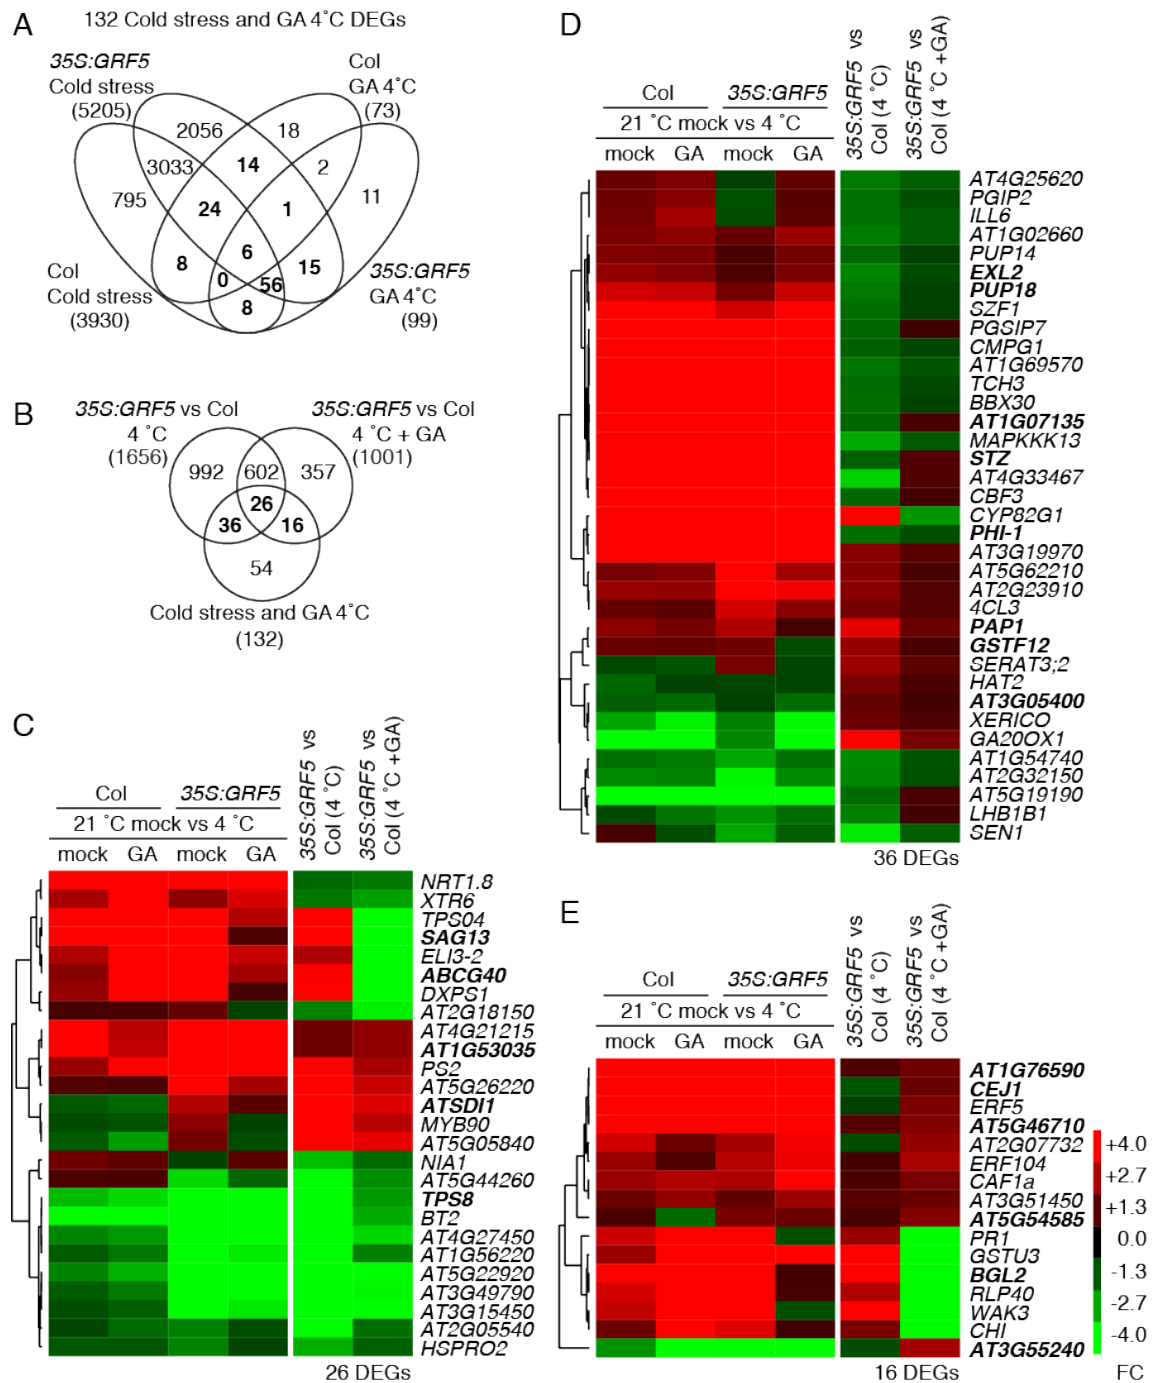 A
132 Cold stress and GA 4˚C DEGs
35S:GRF5
Cold stress
(5205)
Col
GA 4˚C
(73)
2056
18
3033
14
2
795
24
1
11
6
8
0
56
15
8
Col
Cold stress
(3930)
35S:GRF5
GA 4˚C
(99)
B
35S:GRF5 vs Col
4 ˚C
(1656)
35S:GRF5 vs Col
4 ˚C + GA
(1001)
992
602
357
26
36
16
54
Cold stress and GA 4˚C
(132)
C
Col
35S:GRF5
21 ˚C mock vs 4 ˚C
mock GA mock GA
35S:GRF5 vs
Col (4 ˚C)
35S:GRF5 vs
Col (4 ˚C +GA)
NRT1.8
XTR6
TPS04
SAG13
ELI3-2
ABCG40
DXPS1
AT2G18150
AT4G21215
AT1G53035
PS2
AT5G26220
ATSDI1
MYB90
AT5G05840
NIA1
AT5G44260
TPS8
BT2
AT4G27450
AT1G56220
AT5G22920
AT3G49790
AT3G15450
AT2G05540
HSPRO2
26 DEGs
D
Col
35S:GRF5
21 ˚C mock vs 4 ˚C
mock GA mock GA
35S:GRF5 vs
Col (4 ˚C)
35S:GRF5 vs
Col (4 ˚C +GA)
AT4G25620
PGIP2
ILL6
AT1G02660
PUP14
EXL2
PUP18
SZF1
PGSIP7
CMPG1
AT1G69570
TCH3
BBX30
AT1G07135
MAPKKK13
STZ
AT4G33467
CBF3
CYP82G1
PHI-1
AT3G19970
AT5G62210
AT2G23910
4CL3
PAP1
GSTF12
SERAT3;2
HAT2
AT3G05400
XERICO
GA20OX1
AT1G54740
AT2G32150
AT5G19190
LHB1B1
SEN1
36 DEGs
E
Col
35S:GRF5
21 ˚C mock vs 4 ˚C
mock GA mock GA
35S:GRF5 vs
Col (4 ˚C)
35S:GRF5 vs
Col (4 ˚C +GA)
AT1G76590
CEJ1
ERF5
AT5G46710
AT2G07732
ERF104
CAF1a
AT3G51450
AT5G54585
PR1
GSTU3
BGL2
RLP40
WAK3
CHI
AT3G55240
16 DEGs
+4.0
+2.7
+1.3
0.0
-1.3
-2.7
-4.0
FC